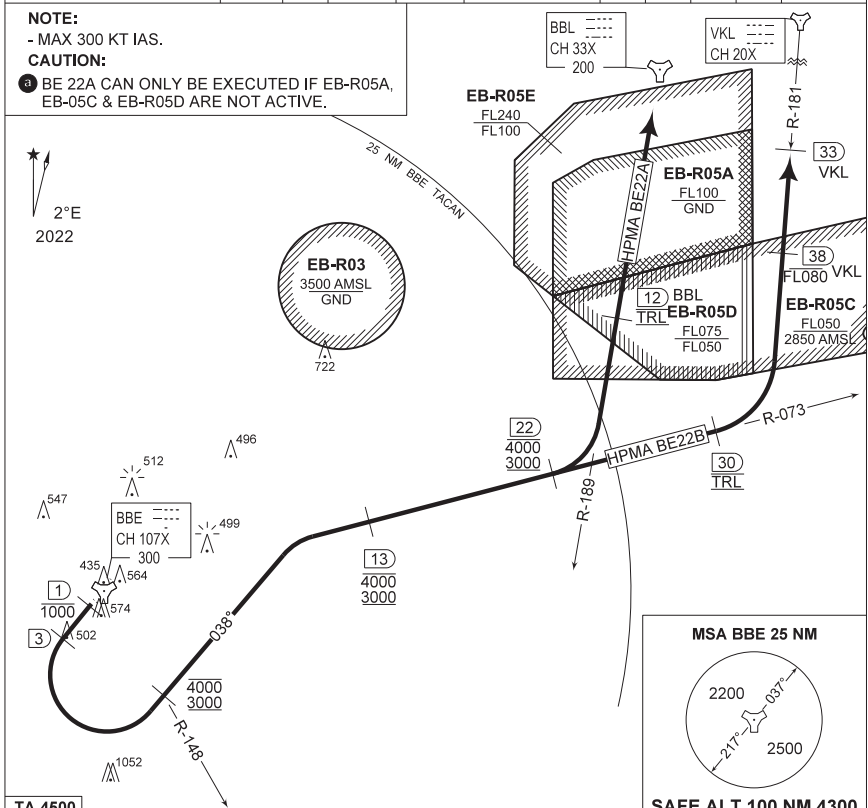 NOTE:
- MAX 300 KT IAS.
CAUTION:
a BE 22A CAN ONLY BE EXECUTED IF EB-R05A,
EB-05C & EB-R05D ARE NOT ACTIVE.
BBL
CH 33X
200
VKL
CH 20X
R-181
EB-R05E
FL240
FL100
25 NM BBE TACAN
33
VKL
EB-R05A
FL100
GND
HPMA BE22A
2°E
2022
EB-R03
3500 AMSL
GND
722
38
FL080 VKL
12 BBL
TRL
EB-R05D
FL075
FL050
EB-R05C
FL050
2850 AMSL
R-073
22
4000
3000
HPMA BE22B
30
TRL
R-189
496
512
547
499
BBE
CH 107X
300
435
564
574
1
1000
3
502
13
4000
3000
038°
4000
3000
R-148
1052
MSA BBE 25 NM
2200
037°
217°
2500
TA 4500
SAFE ALT 100 NM 4300